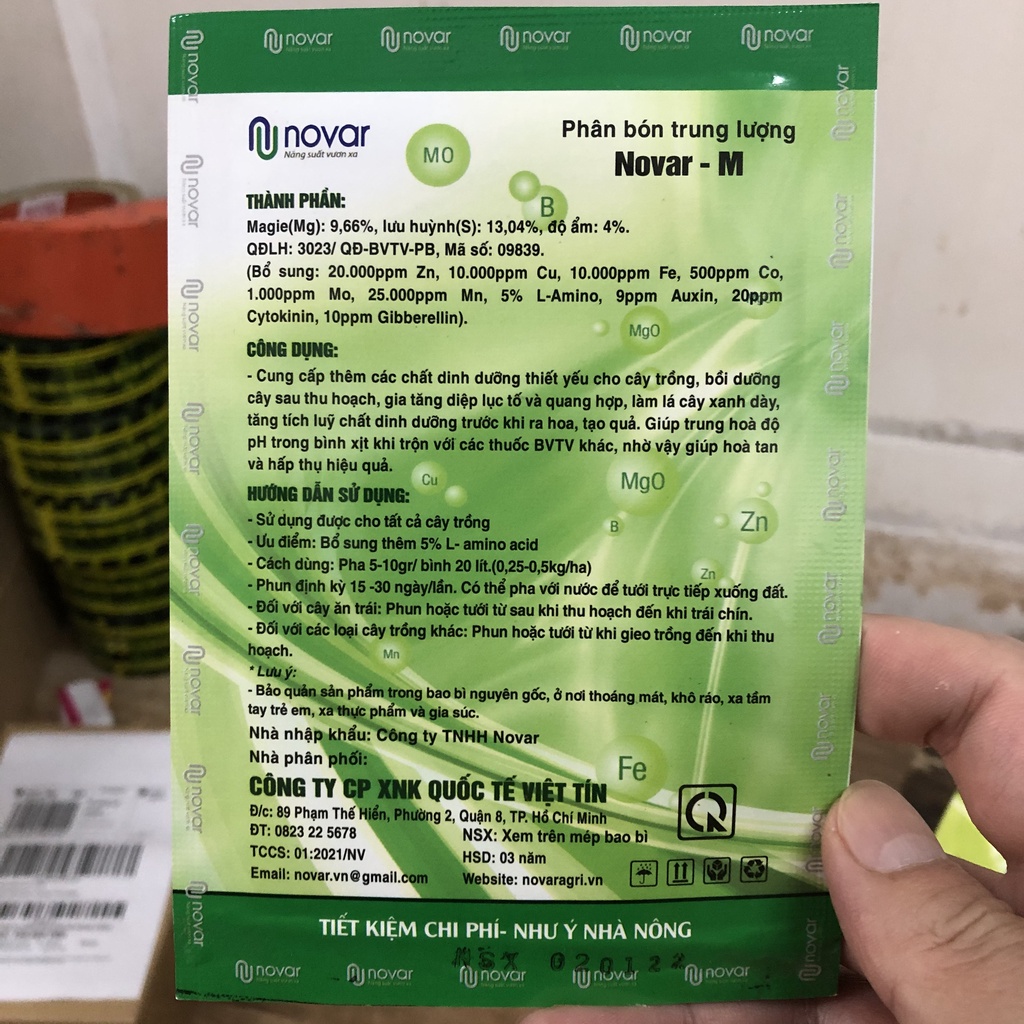 novar novar novar novar novar
novar
Năng suất vươn xa
MO
Phân bón trung lượng
Novar - M
B
THÀNH PHẦN:
Magie(Mg): 9,66%, lưu huỳnh(S): 13,04%, độ ẩm: 4%.
QĐLH: 3023/ QĐ-BVTV-PB, Mã số: 09839.
(Bổ sung: 20.000ppm Zn, 10.000ppm Cu, 10.000ppm Fe, 500ppm Co,
1.000ppm Mo, 25.000ppm Mn, 5% L-Amino, 9ppm Auxin, 20ppm
Cytokinin, 10ppm Gibberellin).
MgO
CÔNG DỤNG:
- Cung cấp thêm các chất dinh dưỡng thiết yếu cho cây trồng, bồi dưỡng
cây sau thu hoạch, gia tăng diệp lục tố và quang hợp, làm lá cây xanh dày,
tăng tích luỹ chất dinh dưỡng trước khi ra hoa, tạo quả. Giúp trung hoà độ
pH trong bình xịt khi trộn với các thuốc BVTV khác, nhờ vậy giúp hoà tan
và hấp thụ hiệu quả.
Cu
MgO
HƯỚNG DẪN SỬ DỤNG:
B
Zn
- Sử dụng được cho tất cả cây trồng
- Ưu điểm: Bổ sung thêm 5% L- amino acid
- Cách dùng: Pha 5-10gr/ bình 20 lít.(0,25-0,5kg/ha)
Zn
- Phun định kỳ 15 -30 ngày/lần. Có thể pha với nước để tưới trực tiếp xuống đất.
- Đối với cây ăn trái: Phun hoặc tưới từ sau khi thu hoạch đến khi trái chín.
- Đối với các loại cây trồng khác: Phun hoặc tưới từ khi gieo trồng đến khi thu
hoạch.
Mn
* Lưu ý:
- Bảo quản sản phẩm trong bao bì nguyên gốc, ở nơi thoáng mát, khô ráo, xa tầm
tay trẻ em, xa thực phẩm và gia súc.
Nhà nhập khẩu: Công ty TNHH Novar
Nhà phân phối:
Fe
CÔNG TY CP XNK QUỐC TẾ VIỆT TÍN
Đ/c: 89 Phạm Thế Hiển, Phường 2, Quận 8, TP. Hồ Chí Minh
ĐT: 0823 22 5678
NSX: Xem trên mép bao bì
TCCS: 01:2021/NV
HSD: 03 năm
Email: novar.vn@gmail.com
Website: novaragri.vn
TIẾT KIỆM CHI PHÍ- NHƯ Ý NHÀ NÔNG
NSX 020122
novar novar novar novar novar